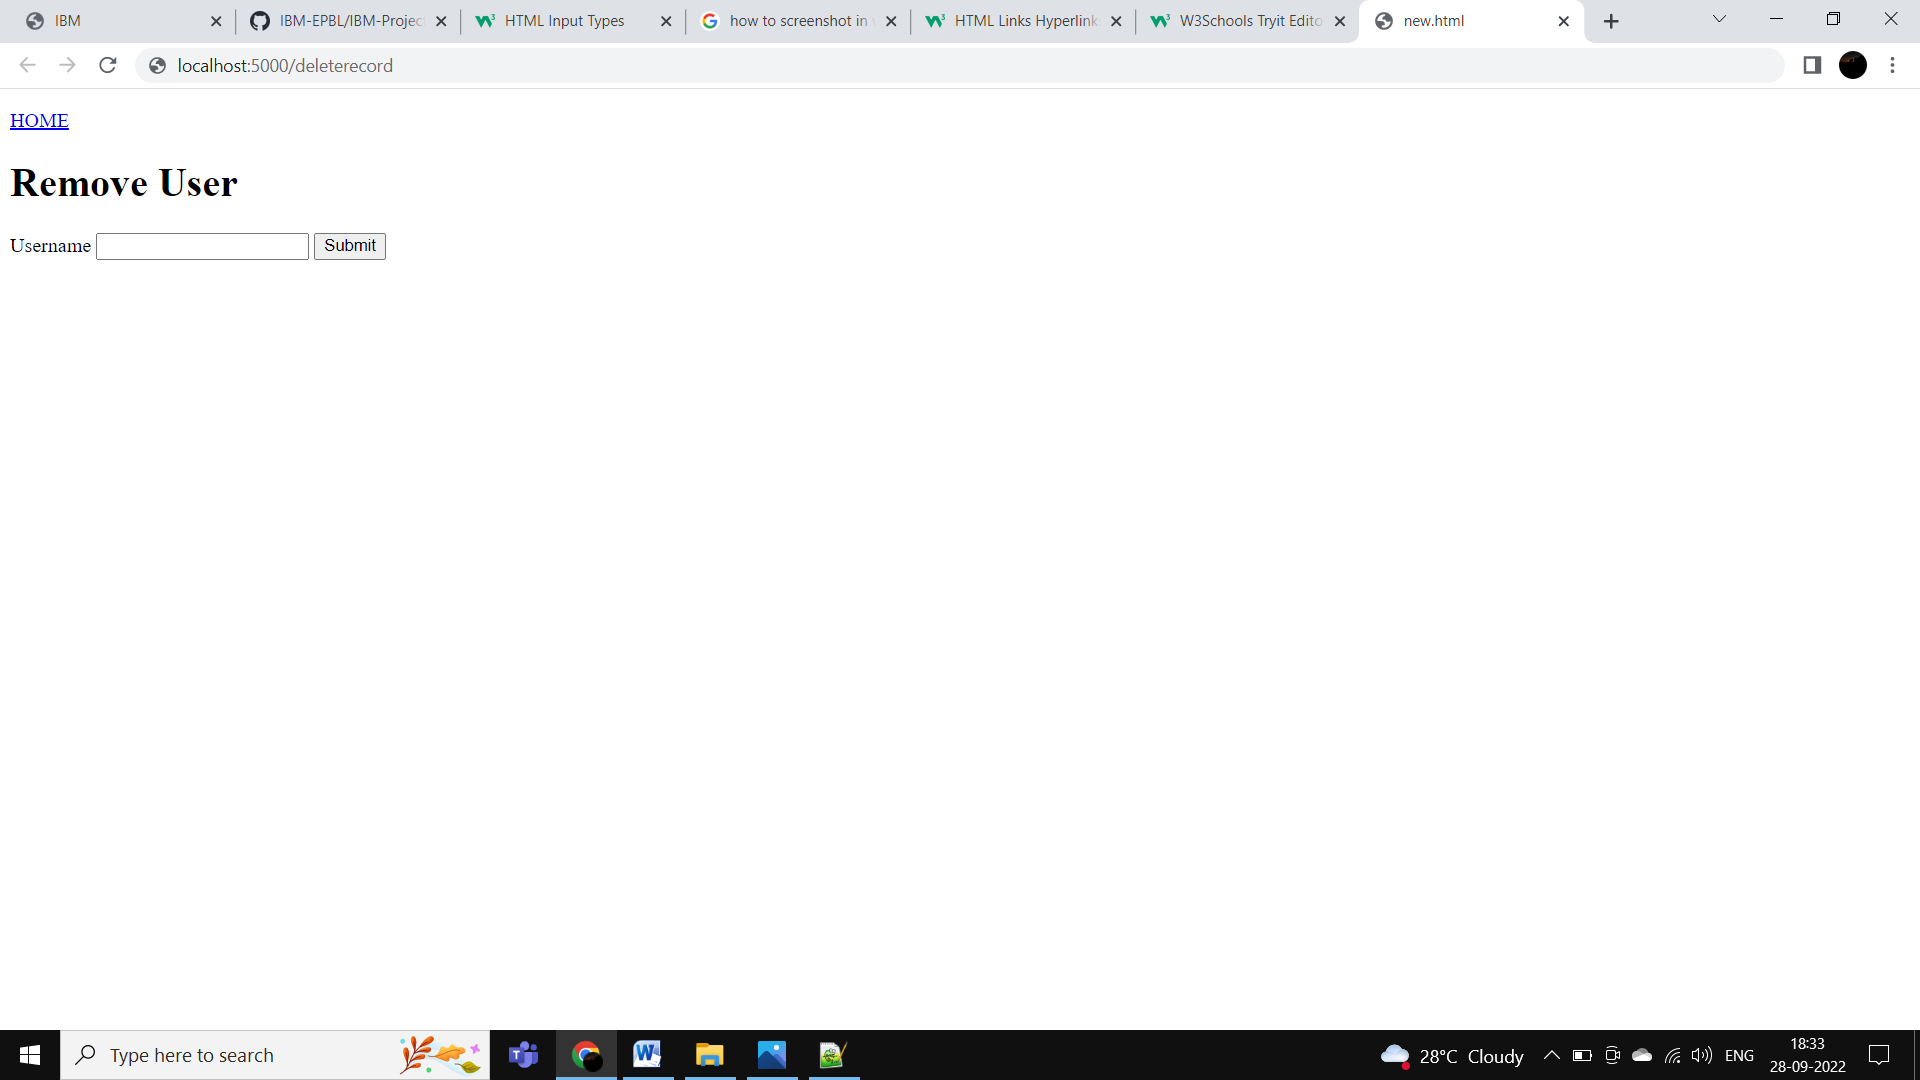 IBM
IBM-EPBL/IBM-Project
HTML Input Types
how to screenshot in
HTML Links Hyperlink
W3Schools Tryit Edito
new.html
localhost:5000/deleterecord
HOME
Remove User
Username
Submit
Type here to search
28°C Cloudy
ENG
18:33
28-09-2022